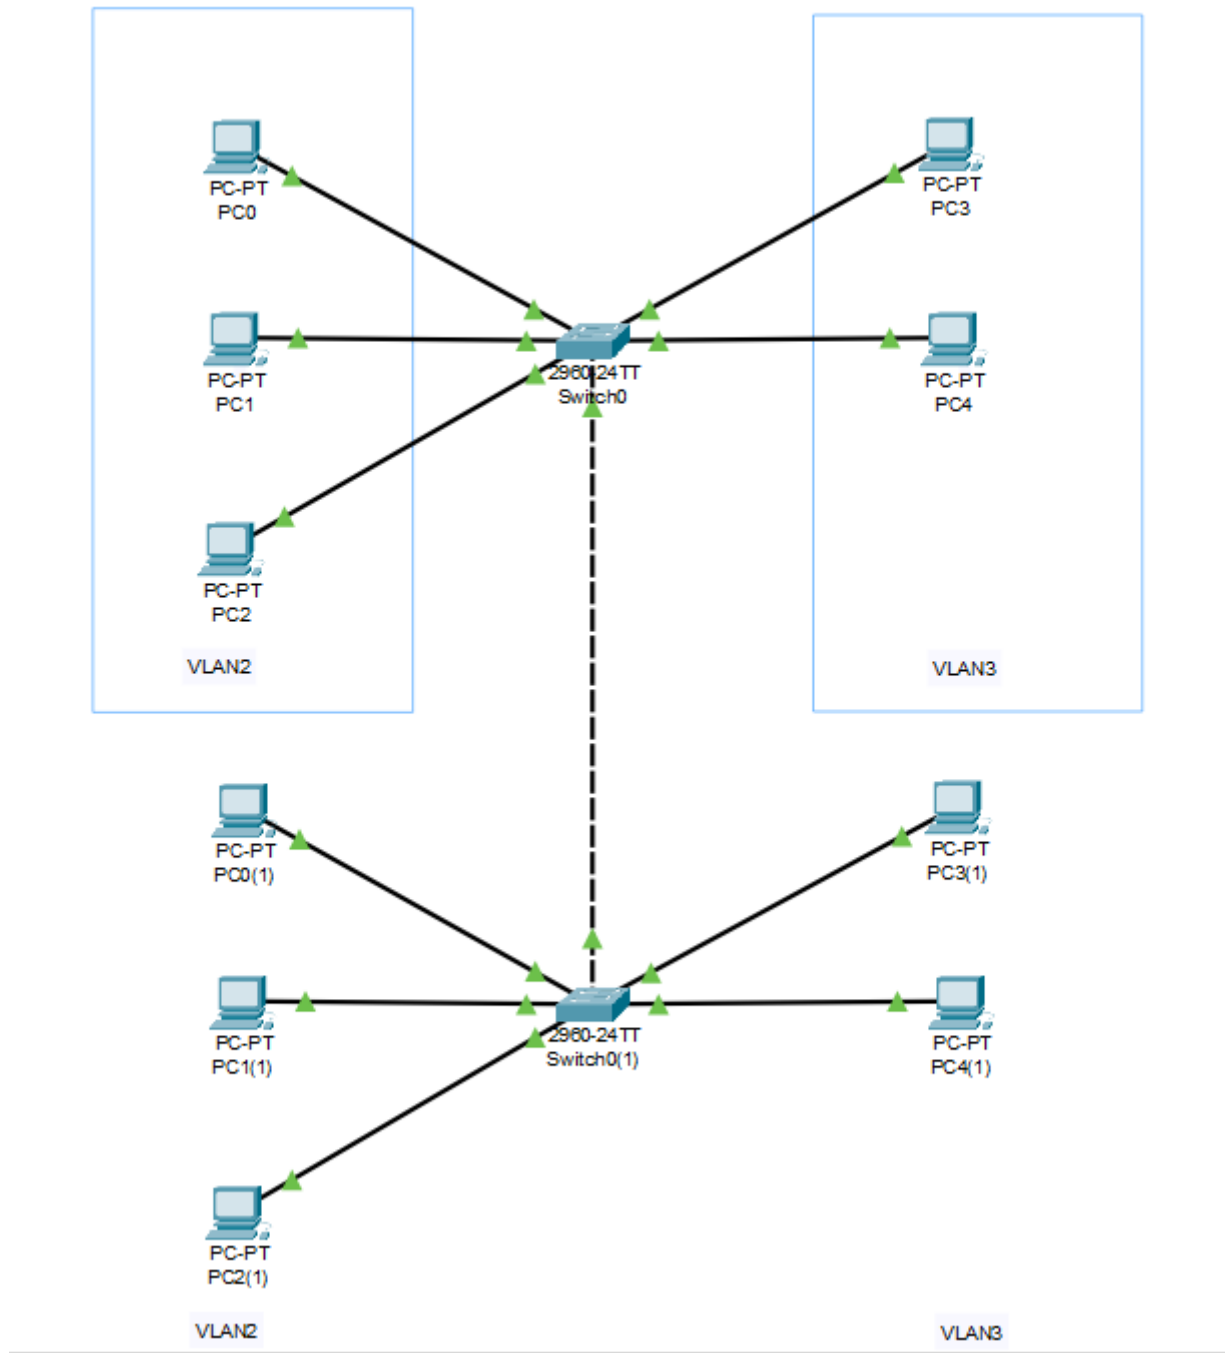 PC-PT
PC0
PC-PT
PC3
PC-PT
PC1
2960-24TT
Switch0
PC-PT
PC4
PC-PT
PC2
VLAN2
VLAN3
PC-PT
PC0(1)
PC-PT
PC3(1)
PC-PT
PC1(1)
2960-24TT
Switch0(1)
PC-PT
PC4(1)
PC-PT
PC2(1)
VLAN2
VLAN3